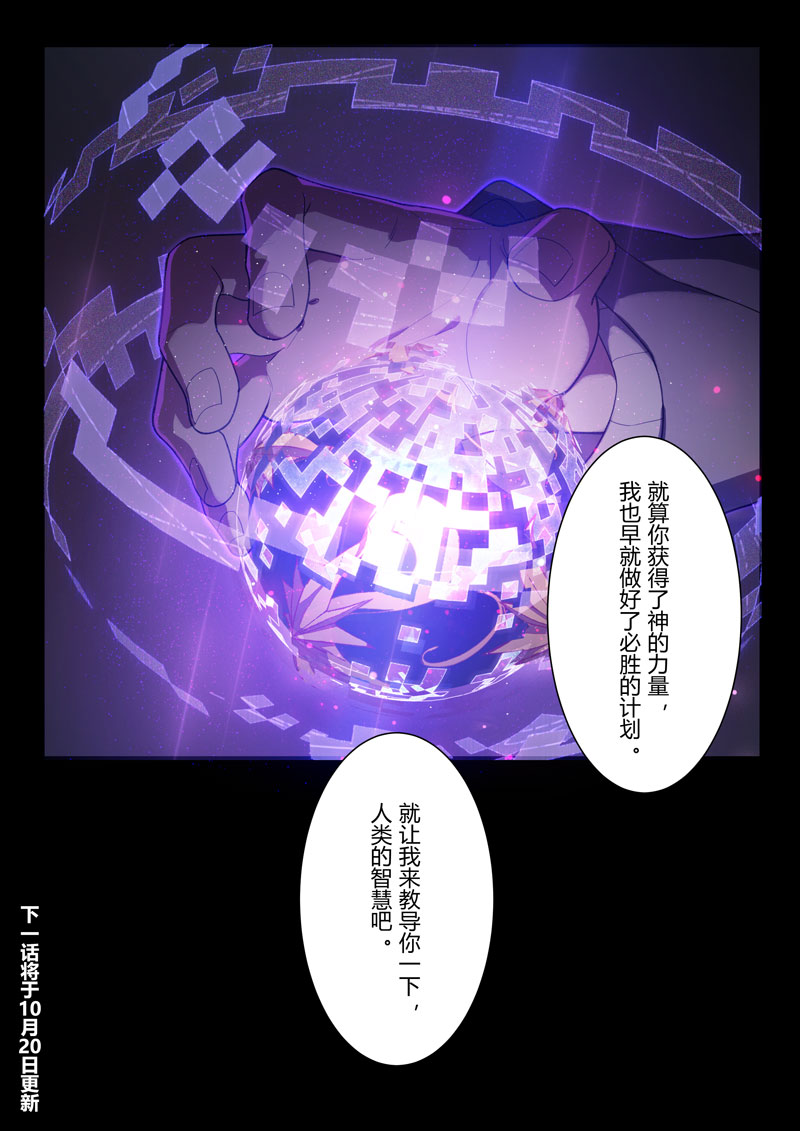 就算你获得了神的力量，
我也早就做好了必胜的计划。
就让我来教导你一下，
人类的智慧吧。
下一话将于10月20日更新